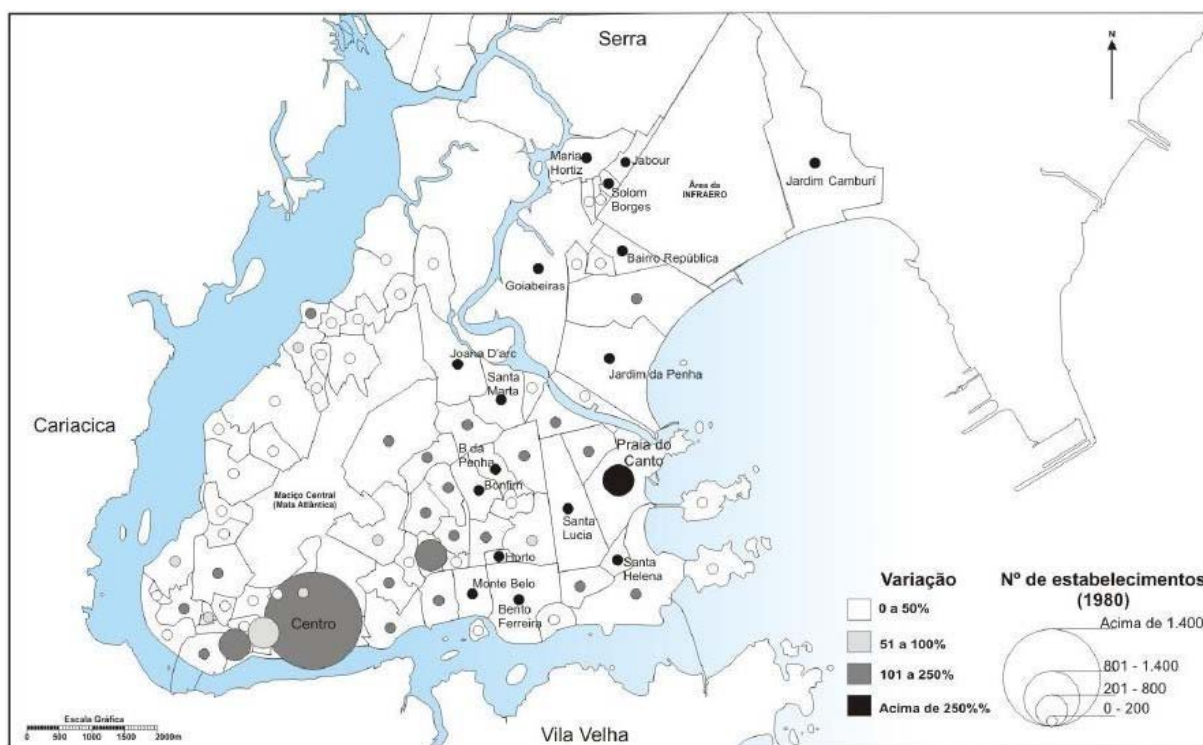 Serra
N
Maria
Hortiz
Jabour
Solom
Borges
Área da
INFRAERO
Jardim Camburí
Bairro República
Goiabeiras
Joana D'arc
Jardim da Penha
Santa
Marta
Cariacica
Praia do
Canto
B da
Penha
Bonfim
Maciço Central
(Mata Atlântica)
Santa
Lucia
Horto
Santa
Helena
Monte Belo
Bento
Ferreira
Centro
Variação
0 a 50%
51 a 100%
101 a 250%
Acima de 250%%
Nº de estabelecimentos
(1980)
Acima de 1.400
801 - 1.400
201 - 800
0 - 200
Escala Gráfica
0 500 1000 1500 2000m
Vila Velha